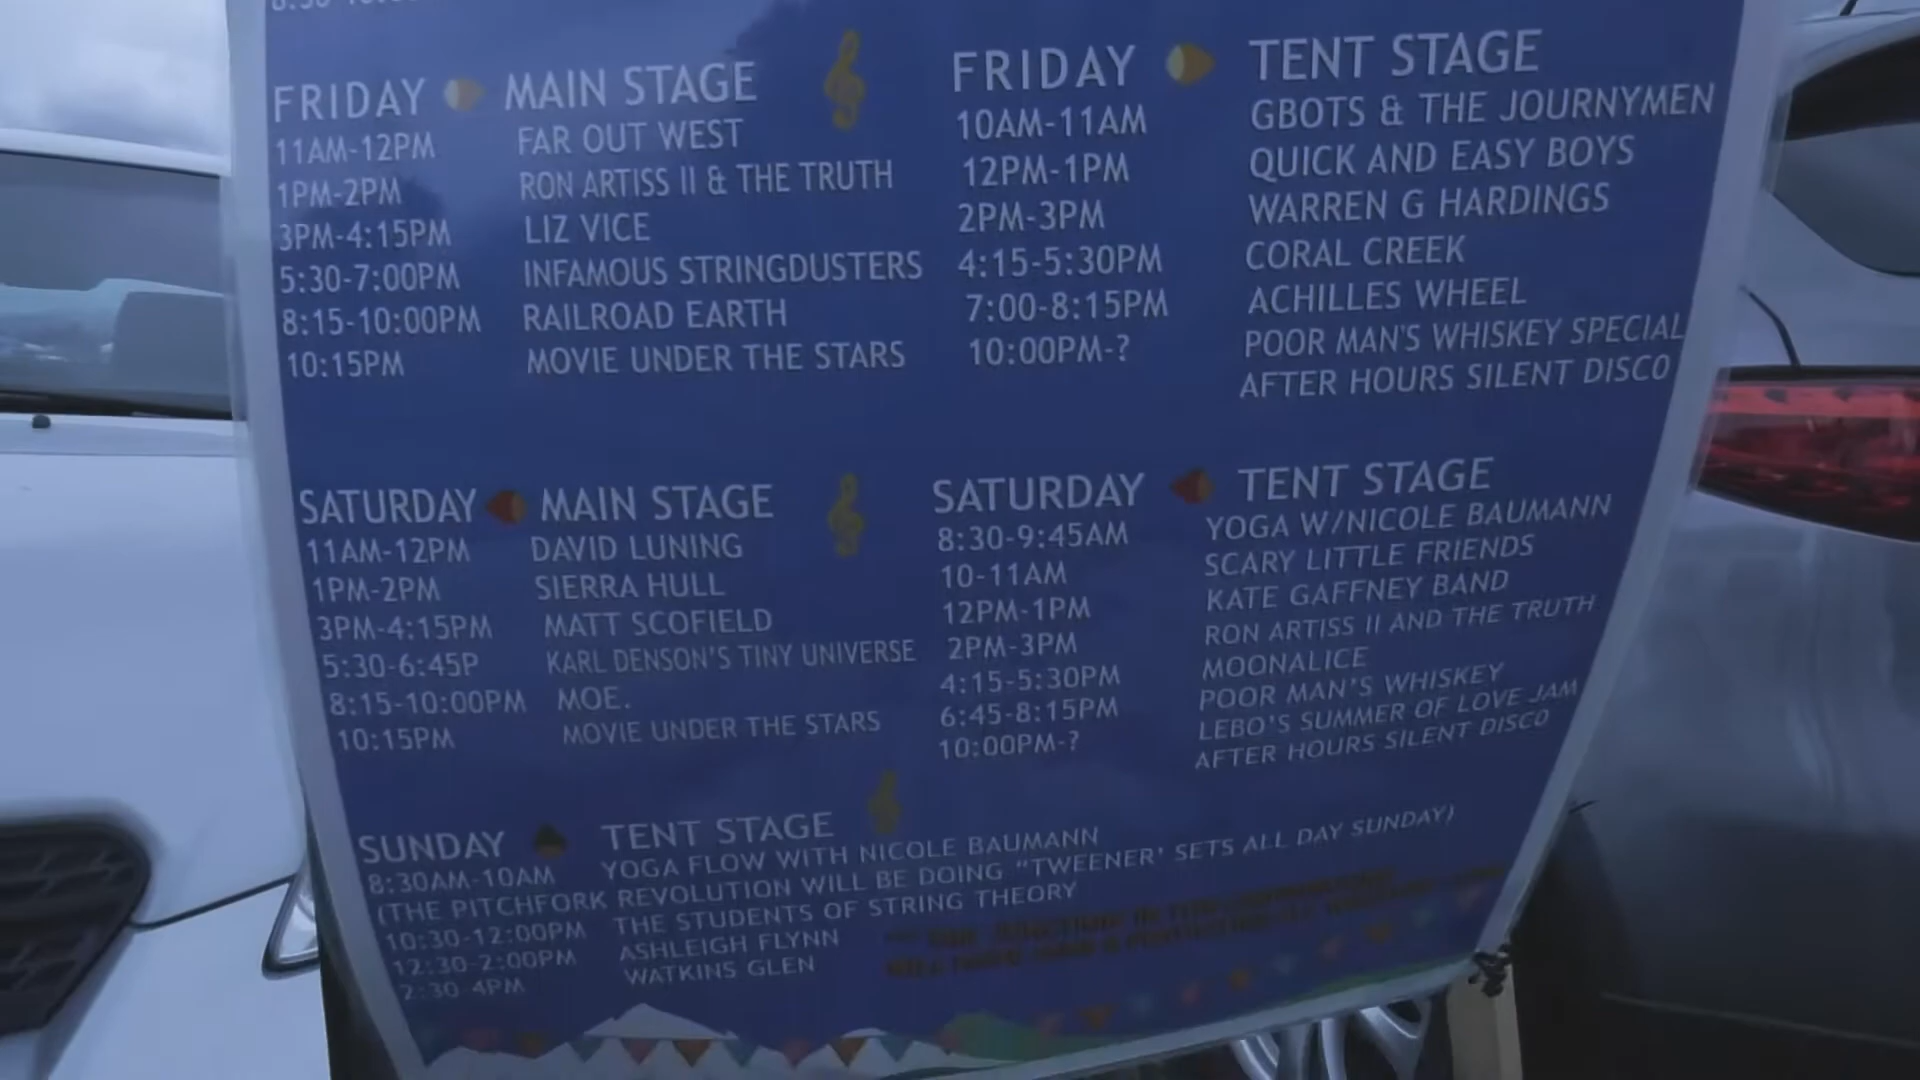 FRIDAY MAIN STAGE
11AM-12PM FAR OUT WEST
1PM-2PM RON ARTISS II & THE TRUTH
3PM-4:15PM LIZ VICE
5:30-7:00PM INFAMOUS STRINGDUSTERS
8:15-10:00PM RAILROAD EARTH
10:15PM MOVIE UNDER THE STARS
FRIDAY TENT STAGE
10AM-11AM GBOTS & THE JOURNYMEN
12PM-1PM QUICK AND EASY BOYS
2PM-3PM WARREN G HARDINGS
4:15-5:30PM CORAL CREEK
7:00-8:15PM ACHILLES WHEEL
10:00PM-? POOR MAN'S WHISKEY SPECIAL
AFTER HOURS SILENT DISCO
SATURDAY MAIN STAGE
11AM-12PM DAVID LUNING
1PM-2PM SIERRA HULL
3PM-4:15PM MATT SCOFIELD
5:30-6:45P KARL DENSON'S TINY UNIVERSE
8:15-10:00PM MOE.
10:15PM MOVIE UNDER THE STARS
SATURDAY TENT STAGE
8:30-9:45AM YOGA W/NICOLE BAUMANN
10-11AM SCARY LITTLE FRIENDS
12PM-1PM KATE GAFFNEY BAND
2PM-3PM RON ARTISS II AND THE TRUTH
4:15-5:30PM MOONALICE
6:45-8:15PM POOR MAN'S WHISKEY
10:00PM-? LEBO'S SUMMER OF LOVE JAM
AFTER HOURS SILENT DISCO
SUNDAY TENT STAGE
8:30AM-10AM YOGA FLOW WITH NICOLE BAUMANN
(THE PITCHFORK REVOLUTION WILL BE DOING "TWEENER' SETS ALL DAY SUNDAY)
10:30-12:00PM THE STUDENTS OF STRING THEORY
12:30-2:00PM ASHLEIGH FLYNN
2:30-4PM WATKINS GLEN